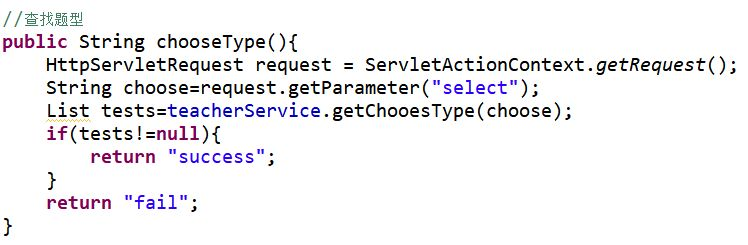 //查找题型
public String chooseType(){
HttpServletRequest request = ServletActionContext.getRequest();
String choose=request.getParameter("select");
List tests=teacherService.getChooesType(choose);
if(tests!=null){
return "success";
}
return "fail";
}